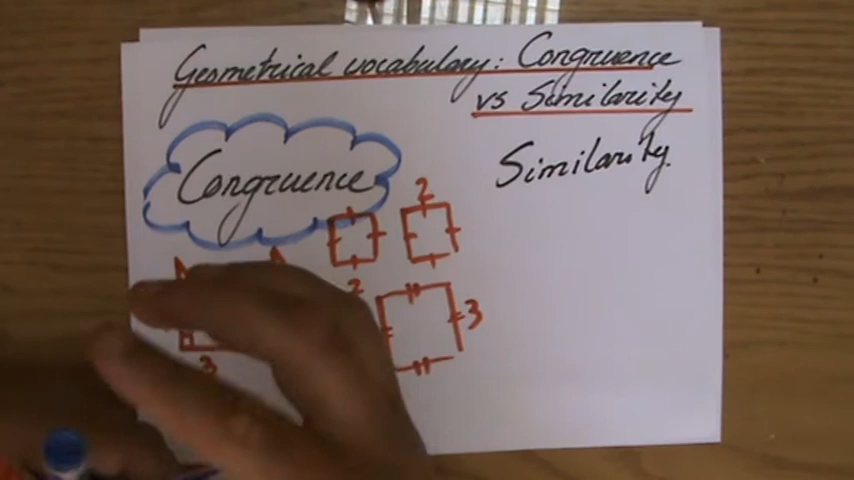 Geometrical vocabulary: Congruence
vs Similarity
Similarity.
Congruence
2
2
3
3